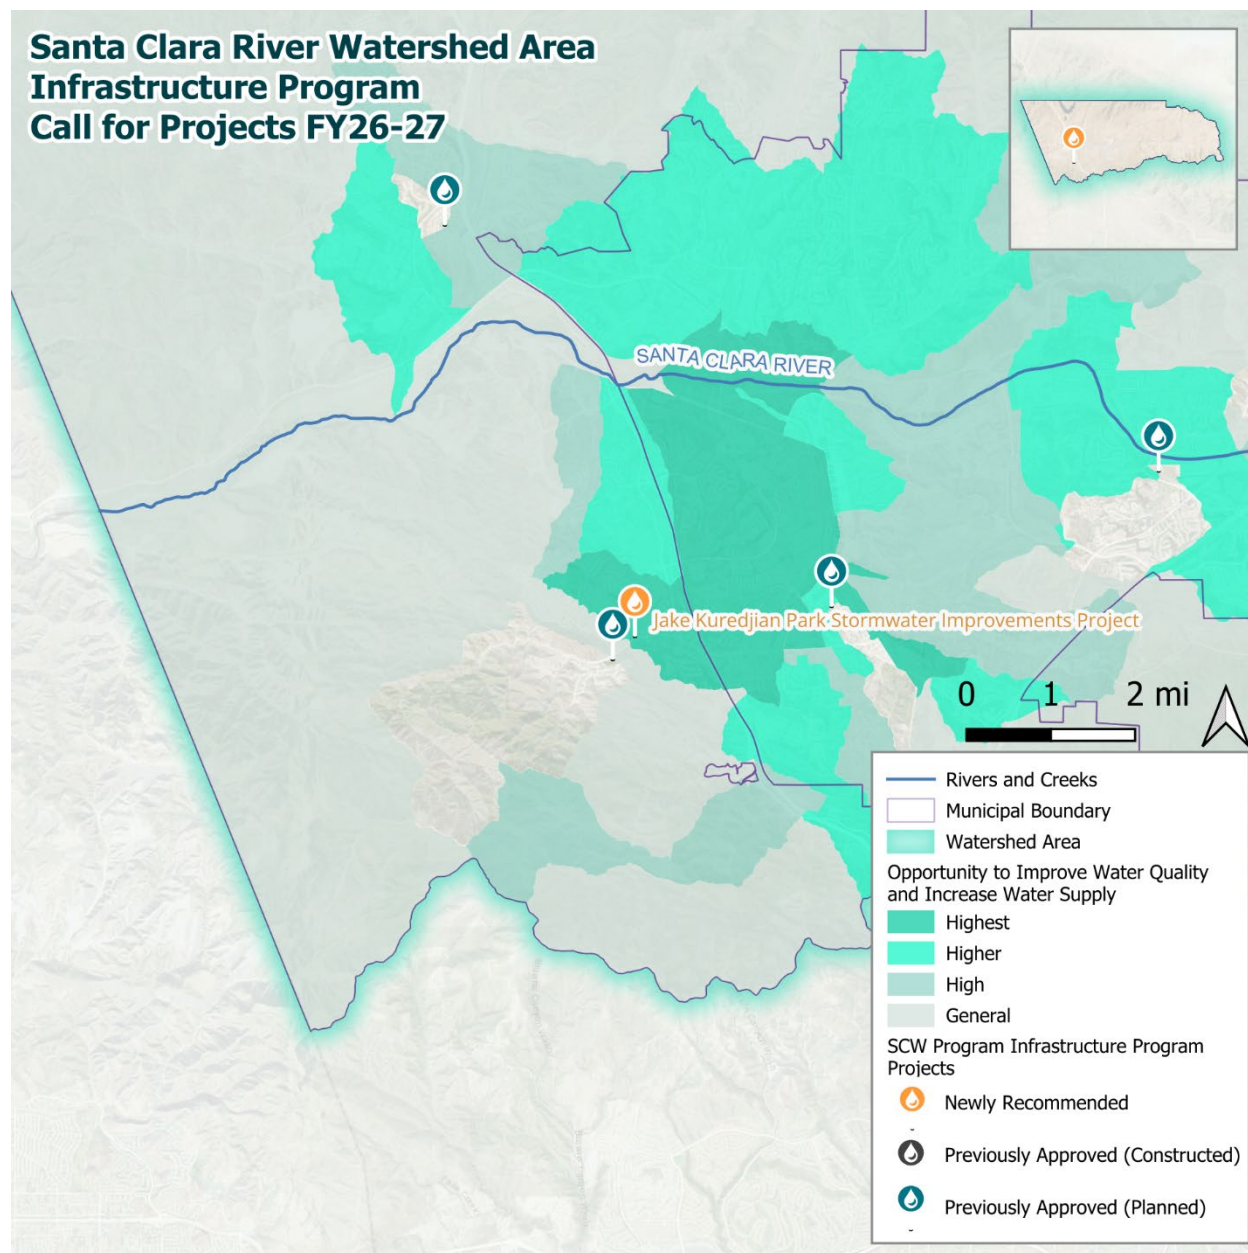 Santa Clara River Watershed Area
Infrastructure Program
Call for Projects FY26-27
SANTA CLARA RIVER
Jake Kuredjian Park Stormwater Improvements Project
0 1 2 mi
Rivers and Creeks
Municipal Boundary
Watershed Area
Opportunity to Improve Water Quality
and Increase Water Supply
Highest
Higher
High
General
SCW Program Infrastructure Program
Projects
Newly Recommended
Previously Approved (Constructed)
Previously Approved (Planned)